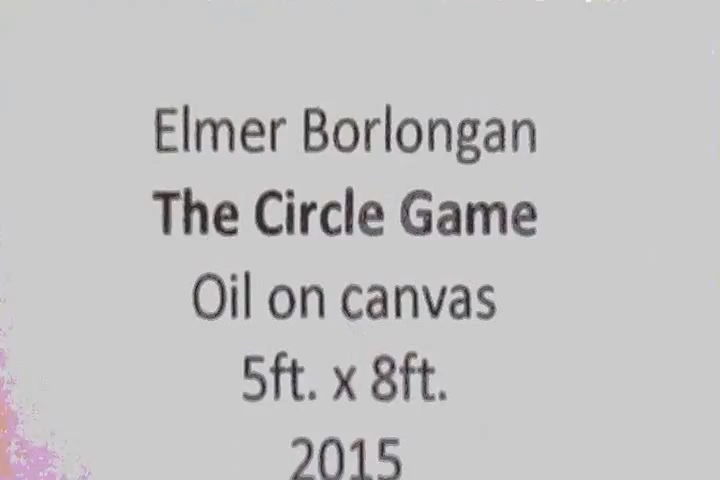 Elmer Borlongan
The Circle Game
Oil on canvas
5ft. x 8ft.
2015